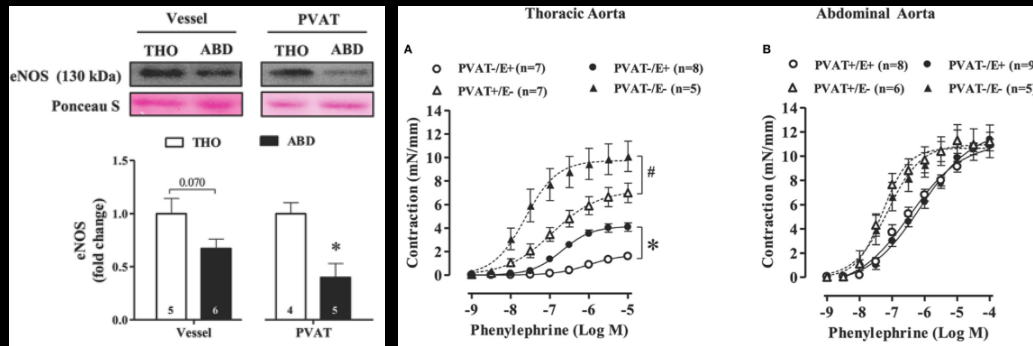 Vessel PVAT
THO ABD THO ABD
eNOS (130 kDa)
Ponceau S
THO ABD
1.5
1.0
0.5
0.0
eNOS
(fold change)
0.070
*
5 6 4 5
Vessel PVAT
Thoracic Aorta
A
PVAT-/E+ (n=7) PVAT-/E+ (n=8)
PVAT+/E- (n=7) PVAT-/E- (n=5)
14
12
10
8
6
4
2
0
Contraction (mN/mm)
#
*
-9 -8 -7 -6 -5
Phenylephrine (Log M)
Abdominal Aorta
B
PVAT+/E+ (n=8) PVAT-/E+ (n=9
PVAT+/E- (n=6) PVAT-/E- (n=5)
14
12
10
8
6
4
2
0
Contraction (mN/mm)
-9 -8 -7 -6 -5 -4
Phenylephrine (Log M)